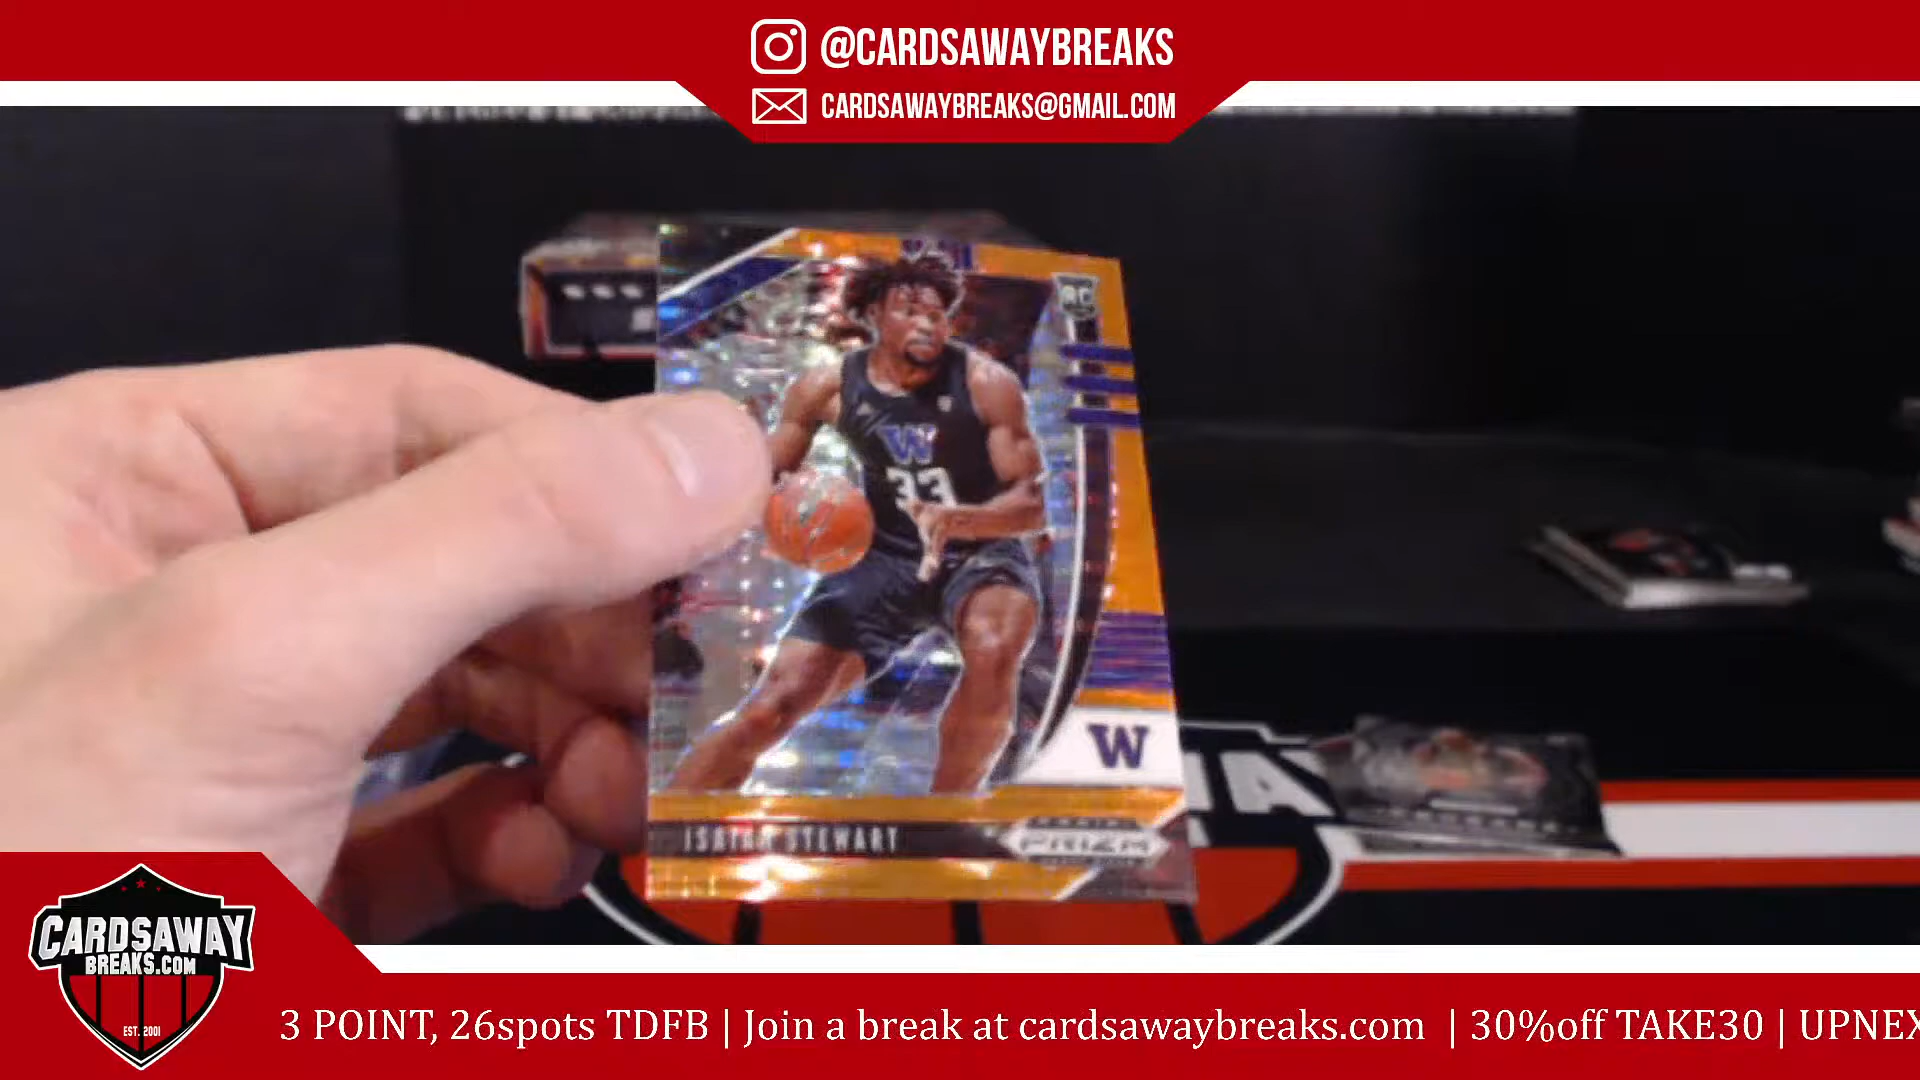 @CARDSAWAYBREAKS
CARDSAWAYBREAKS@GMAIL.COM
RC
W
33
W
ISAIAH STEWART
PRIZM
CARDSAWAY
BREAKS.COM
EST. 2001
3 POINT, 26spots TDFB | Join a break at cardsawaybreaks.com | 30%off TAKE30 | UPNEX